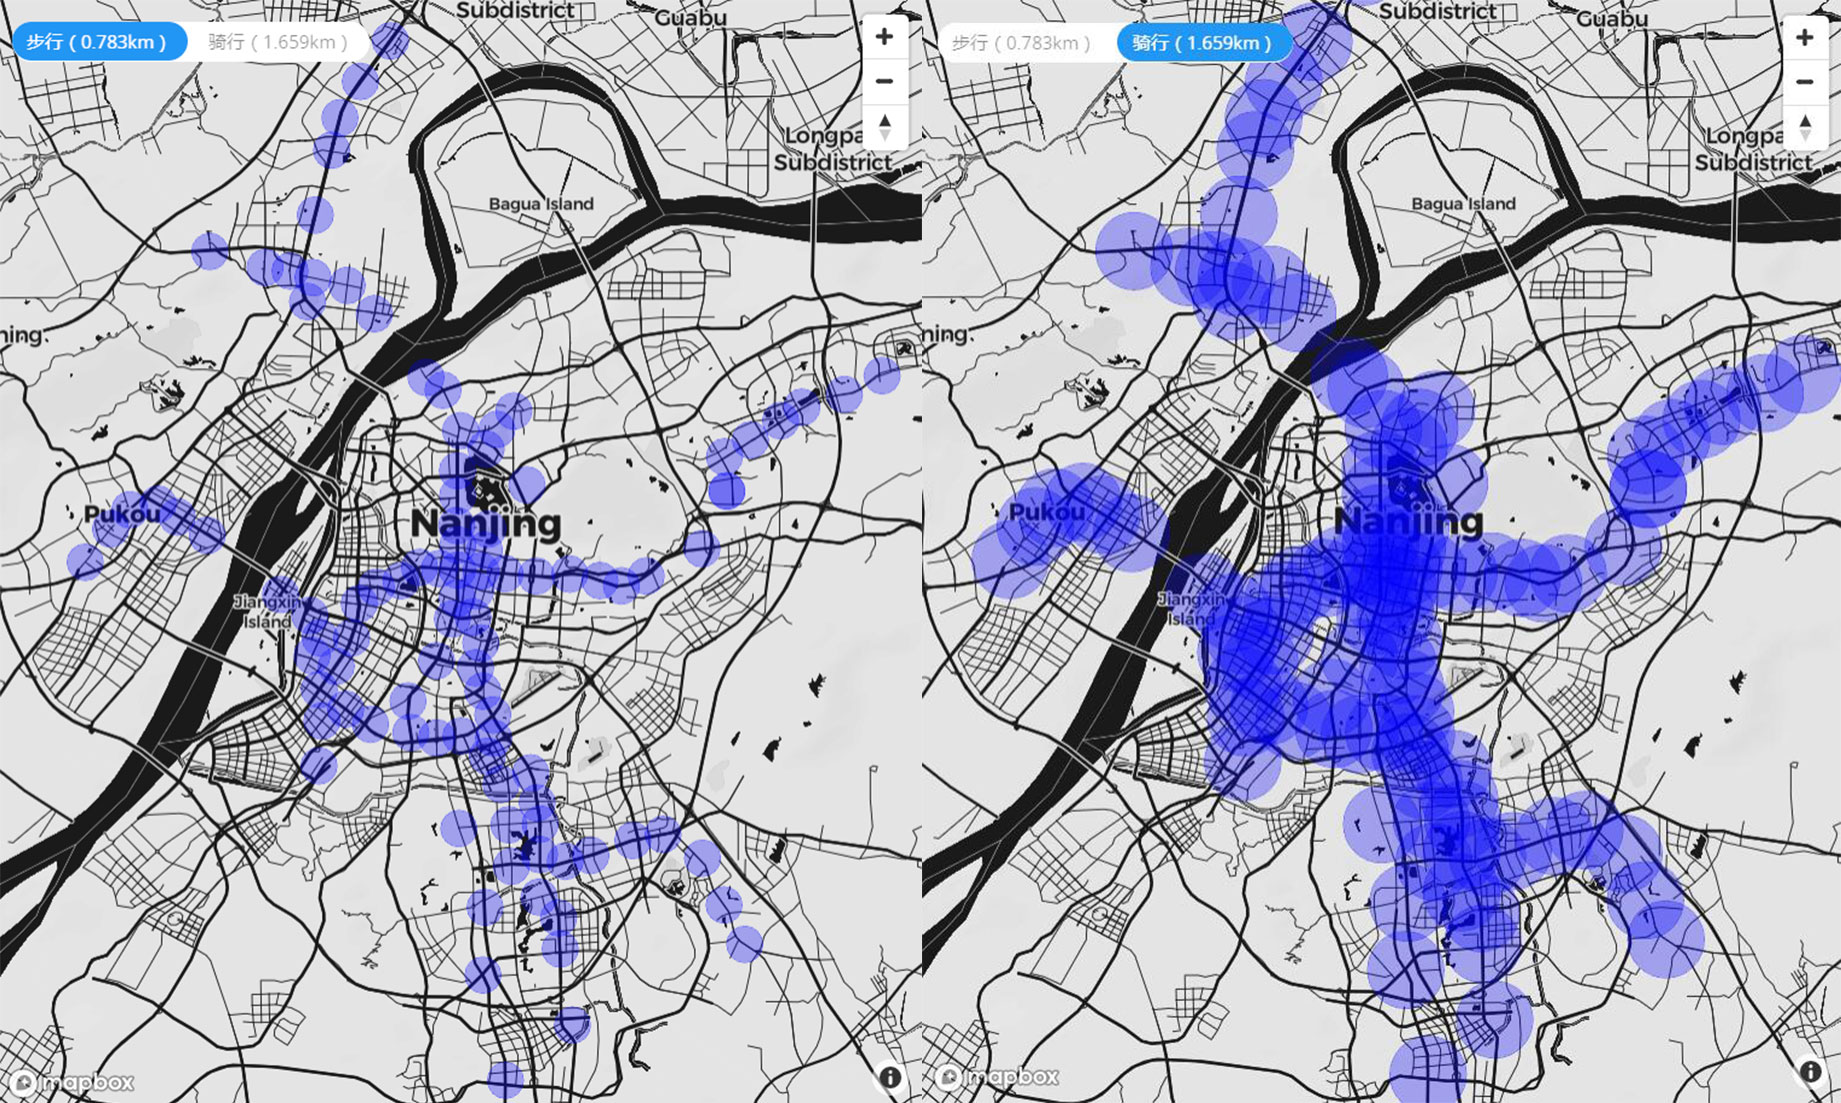 Subdistrict
Guabu
步行 ( 0.783km )
骑行 ( 1.659km )
Longpa
Subdistrict
Bagua Island
ning.
Pukou
Nanjing
Jiangxin
Island
mapbox
Subdistrict
Guabu
步行 ( 0.783km )
骑行 ( 1.659km )
Longpa
Subdistrict
Bagua Island
ning.
Pukou
Nanjing
Jiangxin
Island
mapbox